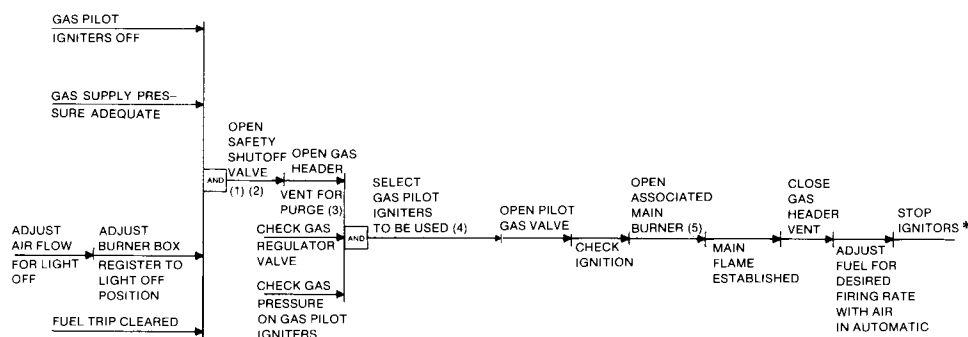 GAS PILOT
IGNITERS OFF
GAS SUPPLY PRES-
SURE ADEQUATE
ADJUST
AIR FLOW
FOR LIGHT
OFF
ADJUST
BURNER BOX
REGISTER TO
LIGHT OFF
POSITION
FUEL TRIP CLEARED
AND
OPEN
SAFETY
SHUTOFF
VALVE
(1) (2)
OPEN GAS
HEADER
VENT FOR
PURGE (3)
CHECK GAS
REGULATOR
VALVE
CHECK GAS
PRESSURE
ON GAS PILOT
IGNITERS
AND
SELECT
GAS PILOT
IGNITERS
TO BE USED (4)
OPEN PILOT
GAS VALVE
CHECK
IGNITION
OPEN
ASSOCIATED
MAIN
BURNER (5)
MAIN
FLAME
ESTABLISHED
CLOSE
GAS
HEADER
VENT
ADJUST
FUEL FOR
DESIRED
FIRING RATE
WITH AIR
IN AUTOMATIC
STOP
IGNITORS *